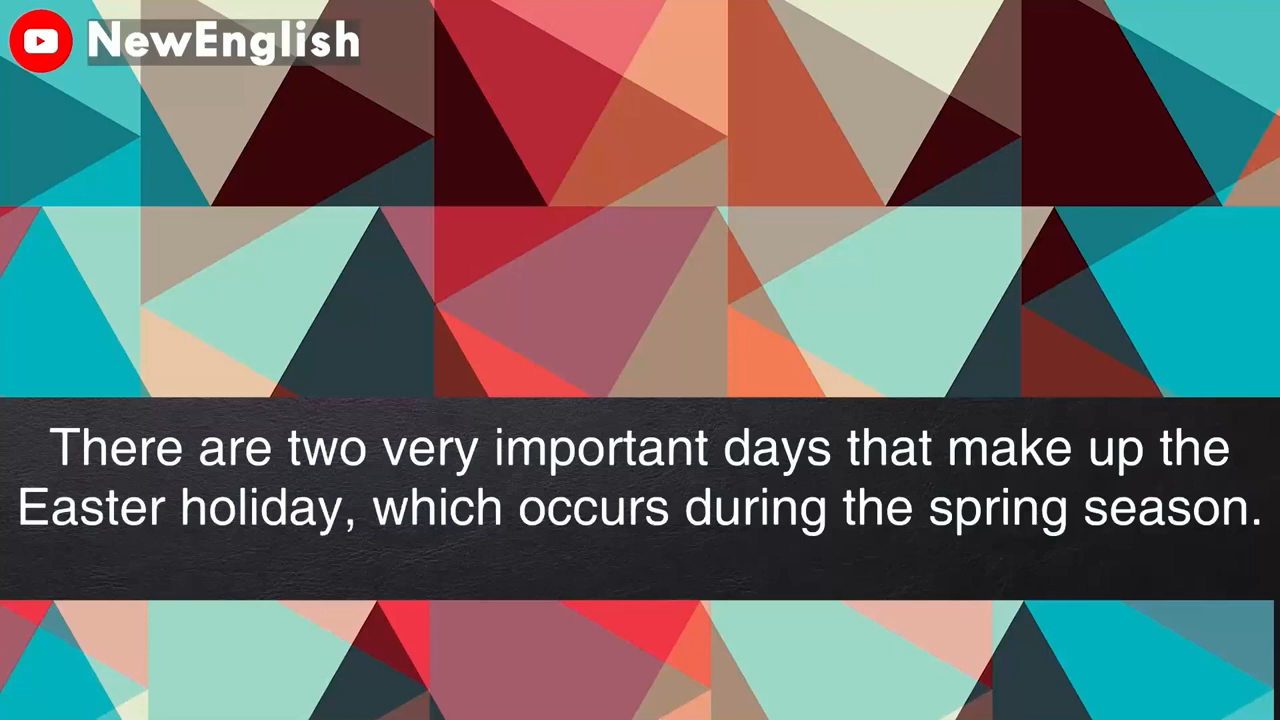 NewEnglish
There are two very important days that make up the
Easter holiday, which occurs during the spring season.